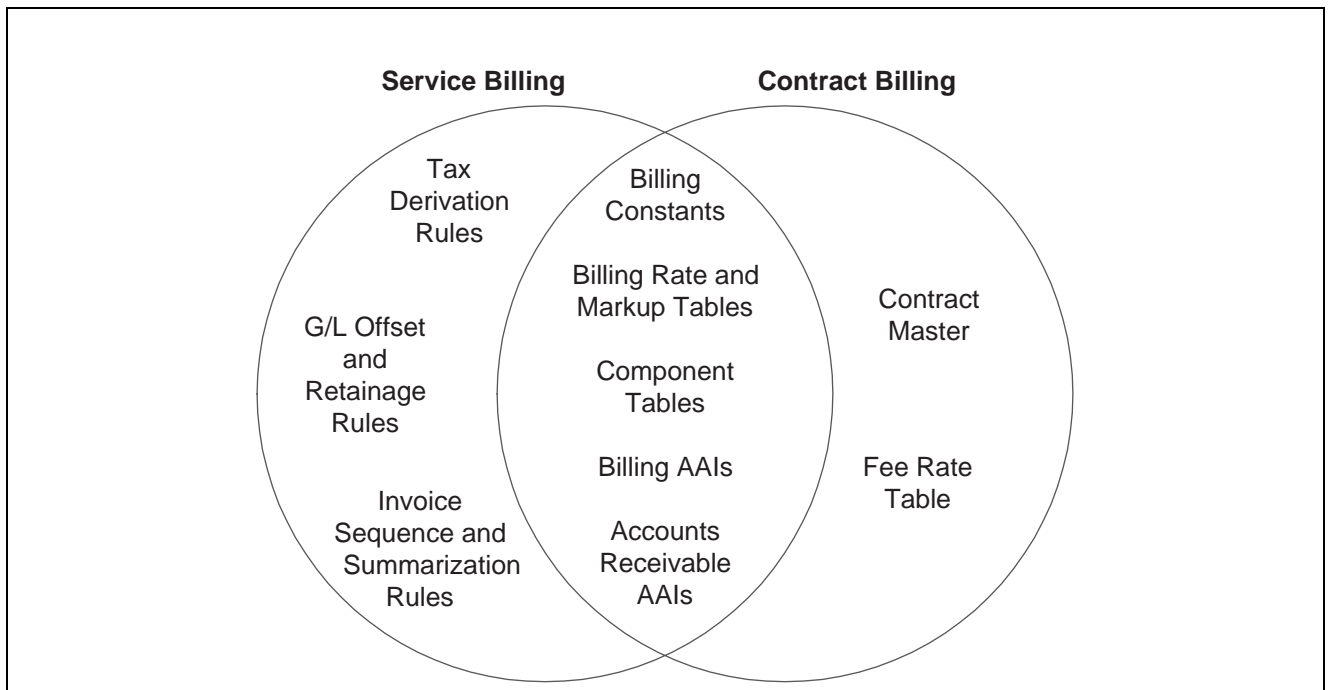 Service Billing
Contract Billing
Tax
Derivation
Rules
G/L Offset
and
Retainage
Rules
Invoice
Sequence and
Summarization
Rules
Billing
Constants
Billing Rate and
Markup Tables
Component
Tables
Billing AAIs
Accounts
Receivable
AAIs
Contract
Master
Fee Rate
Table